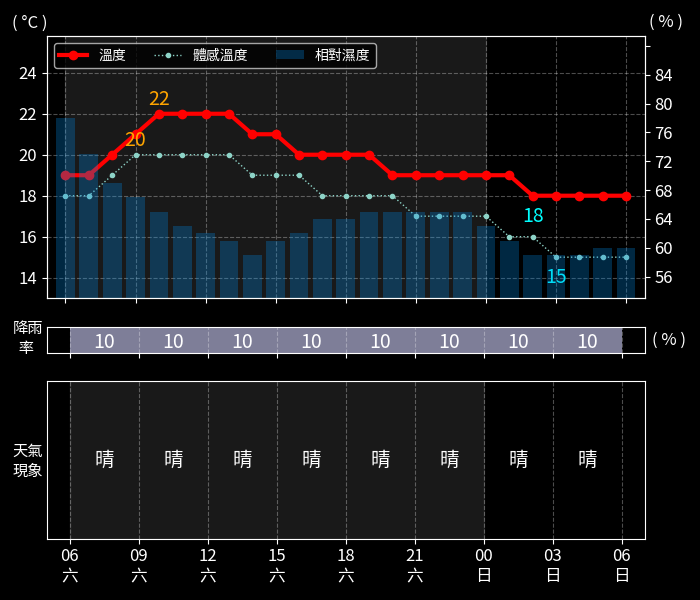 ( °C )
( % )
溫度
體感溫度
相對濕度
24
22
20
18
16
14
84
80
76
72
68
64
60
56
22
20
18
15
降雨
率
10 10 10 10 10 10 10 10
( % )
天氣
現象
晴 晴 晴 晴 晴 晴 晴 晴
06 09 12 15 18 21 00 03 06
六 六 六 六 六 六 日 日 日